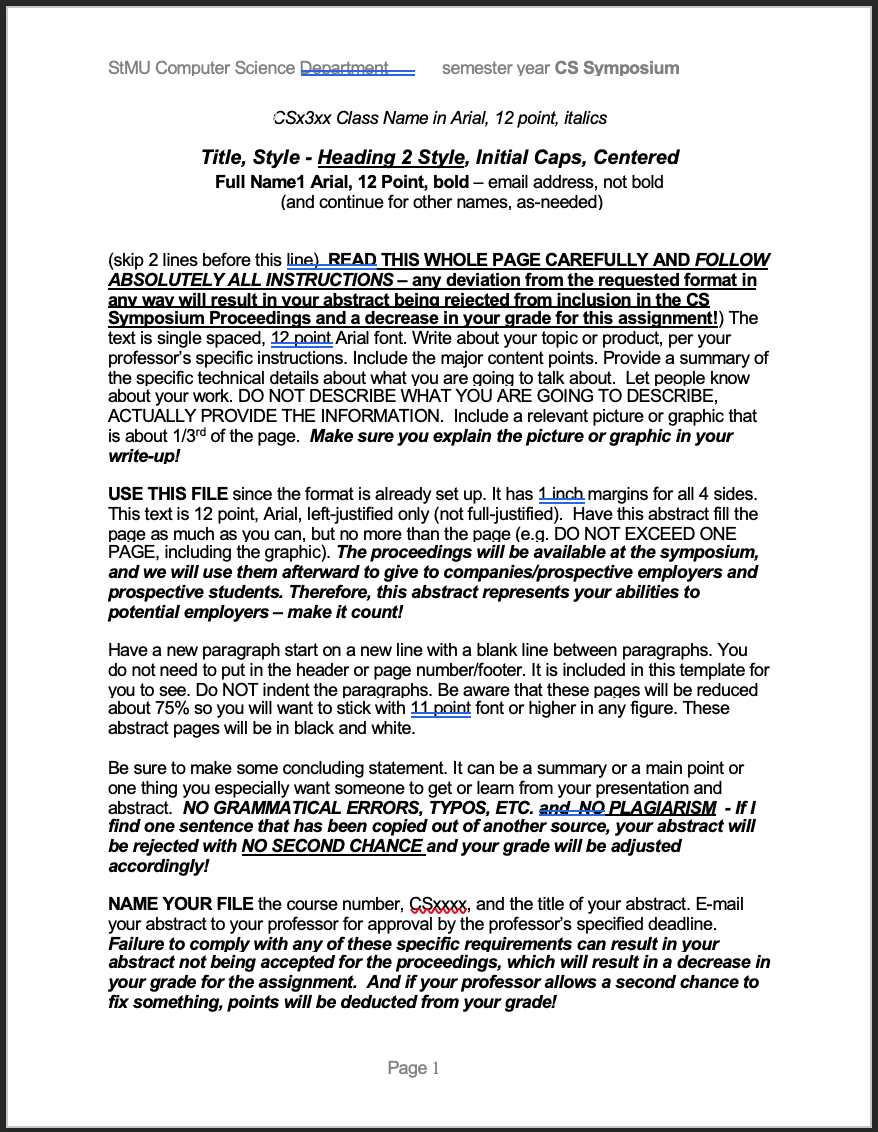 StMU Computer Science Department semester year CS Symposium
CSx3xx Class Name in Arial, 12 point, italics
Title, Style - Heading 2 Style, Initial Caps, Centered
Full Name1 Arial, 12 Point, bold – email address, not bold
(and continue for other names, as-needed)
(skip 2 lines before this line)  READ THIS WHOLE PAGE CAREFULLY AND FOLLOW
ABSOLUTELY ALL INSTRUCTIONS – any deviation from the requested format in
any way will result in your abstract being rejected from inclusion in the CS
Symposium Proceedings and a decrease in your grade for this assignment!) The
text is single spaced, 12 point Arial font. Write about your topic or product, per your
professor's specific instructions. Include the major content points. Provide a summary of
the specific technical details about what you are going to talk about.  Let people know
about your work. DO NOT DESCRIBE WHAT YOU ARE GOING TO DESCRIBE,
ACTUALLY PROVIDE THE INFORMATION.  Include a relevant picture or graphic that
is about 1/3rd of the page.  Make sure you explain the picture or graphic in your
write-up!
USE THIS FILE since the format is already set up. It has 1 inch margins for all 4 sides.
This text is 12 point, Arial, left-justified only (not full-justified).  Have this abstract fill the
page as much as you can, but no more than the page (e.g. DO NOT EXCEED ONE
PAGE, including the graphic). The proceedings will be available at the symposium,
and we will use them afterward to give to companies/prospective employers and
prospective students. Therefore, this abstract represents your abilities to
potential employers – make it count!
Have a new paragraph start on a new line with a blank line between paragraphs. You
do not need to put in the header or page number/footer. It is included in this template for
you to see. Do NOT indent the paragraphs. Be aware that these pages will be reduced
about 75% so you will want to stick with 11 point font or higher in any figure. These
abstract pages will be in black and white.
Be sure to make some concluding statement. It can be a summary or a main point or
one thing you especially want someone to get or learn from your presentation and
abstract.  NO GRAMMATICAL ERRORS, TYPOS, ETC. and  NO PLAGIARISM  - If I
find one sentence that has been copied out of another source, your abstract will
be rejected with NO SECOND CHANCE and your grade will be adjusted
accordingly!
NAME YOUR FILE the course number, CSxxxx, and the title of your abstract. E-mail
your abstract to your professor for approval by the professor's specified deadline.
Failure to comply with any of these specific requirements can result in your
abstract not being accepted for the proceedings, which will result in a decrease in
your grade for the assignment.  And if your professor allows a second chance to
fix something, points will be deducted from your grade!
Page 1